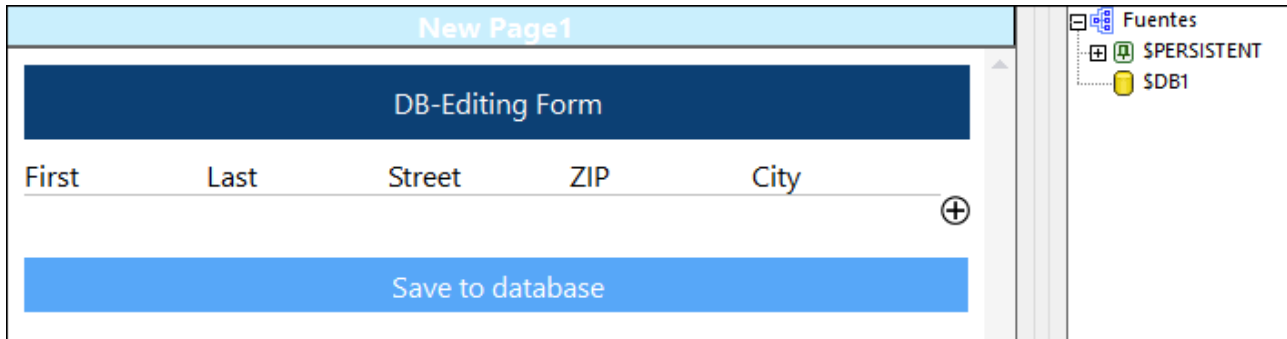 New Page1
DB-Editing Form
First Last Street ZIP City
Save to database
Fuentes
$PERSISTENT
$DB1